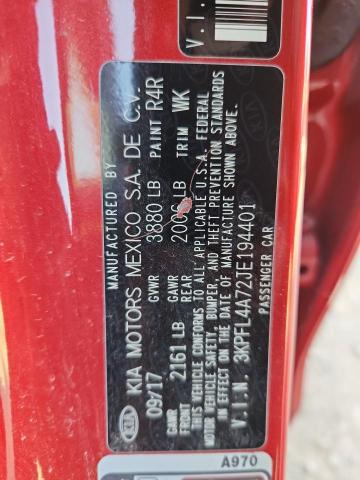 MANUFACTURED BY
KIA MOTORS MEXICO S.A. DE C.V.
09/17 GVWR 3880 LB PAINT R4R
GAWR FRONT 2161 LB GAWR REAR 2006 LB TRIM WK
THIS VEHICLE CONFORMS TO ALL APPLICABLE U.S.A. FEDERAL
MOTOR VEHICLE SAFETY, BUMPER, AND THEFT PREVENTION STANDARDS
IN EFFECT ON THE DATE OF MANUFACTURE SHOWN ABOVE.
V.I.N. 3KPFL4A72JE194401
PASSENGER CAR
KIA
A970
V.I.